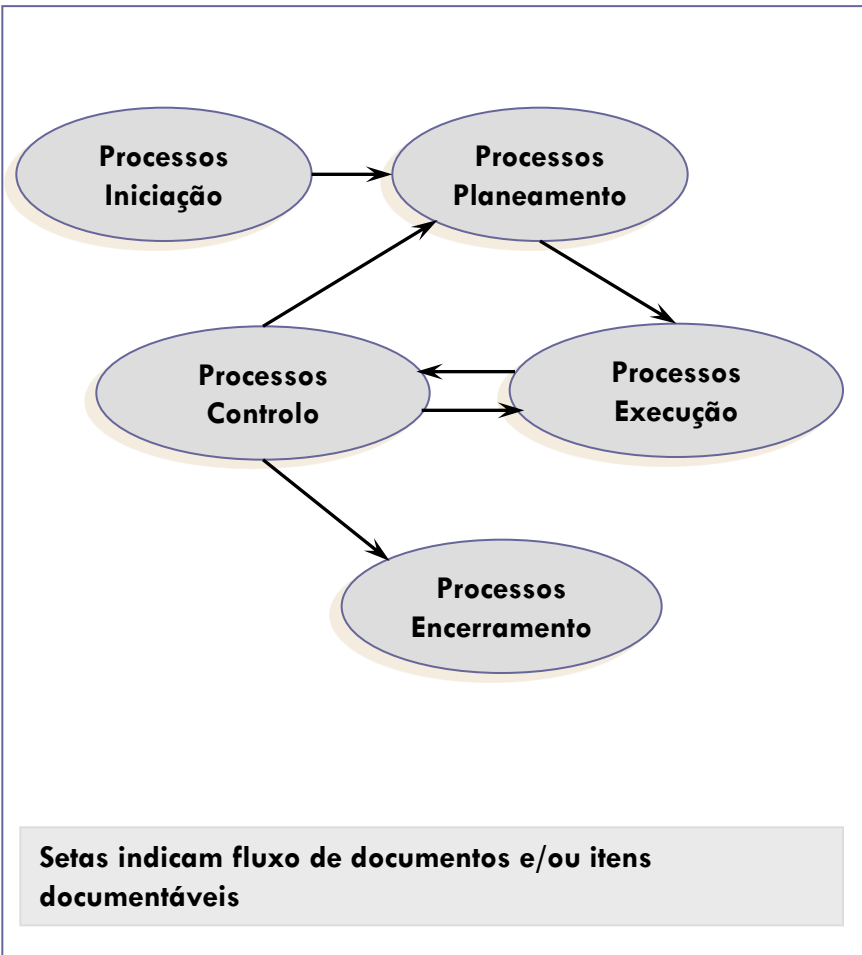 Processos
Iniciação
Processos
Planeamento
Processos
Controlo
Processos
Execução
Processos
Encerramento
Setas indicam fluxo de documentos e/ou itens
documentáveis